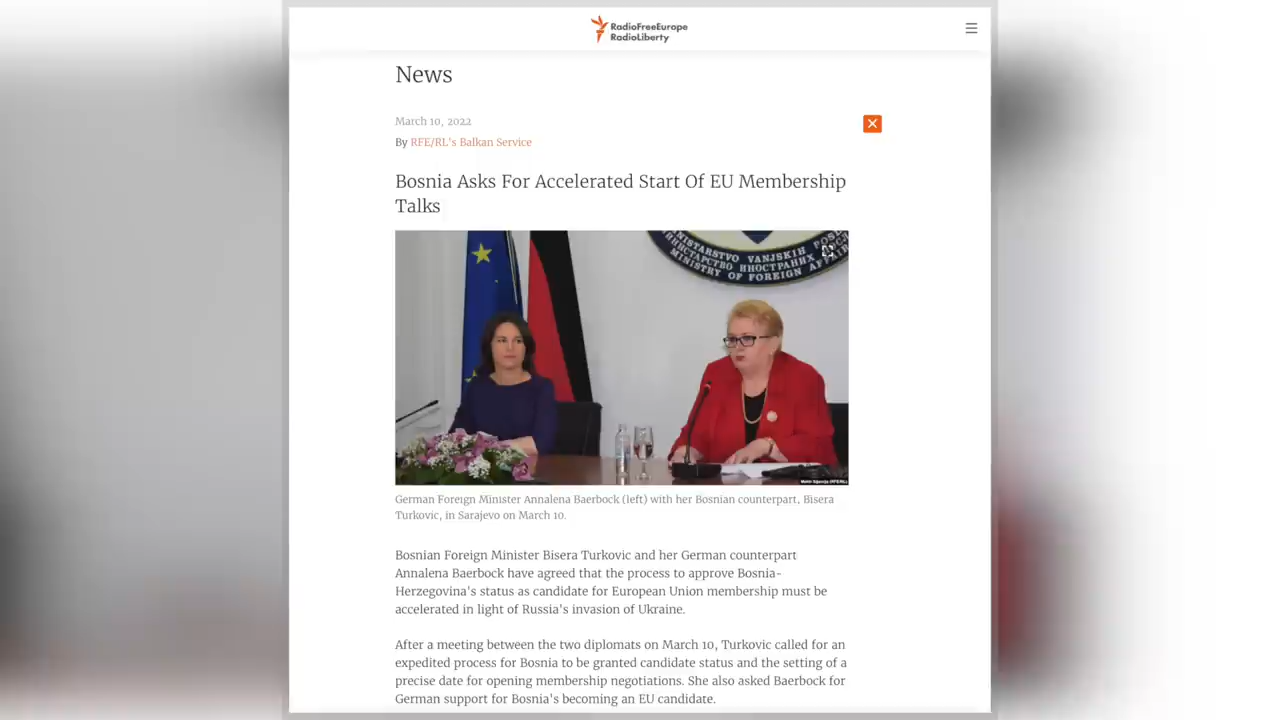 RadioFreeEurope
RadioLiberty
News
March 10, 2022
By RFE/RL's Balkan Service
Bosnia Asks For Accelerated Start Of EU Membership
Talks
MINISTARSTVO VANJSKIH POSL
МИНИСТАРСТВО ИНОСТРАНИХ
MINISTRY OF FOREIGN AFFAIRS
German Foreign Minister Annalena Baerbock (left) with her Bosnian counterpart, Bisera
Turkovic, in Sarajevo on March 10.
Bosnian Foreign Minister Bisera Turkovic and her German counterpart
Annalena Baerbock have agreed that the process to approve Bosnia-
Herzegovina's status as candidate for European Union membership must be
accelerated in light of Russia's invasion of Ukraine.
After a meeting between the two diplomats on March 10, Turkovic called for an
expedited process for Bosnia to be granted candidate status and the setting of a
precise date for opening membership negotiations. She also asked Baerbock for
German support for Bosnia's becoming an EU candidate.